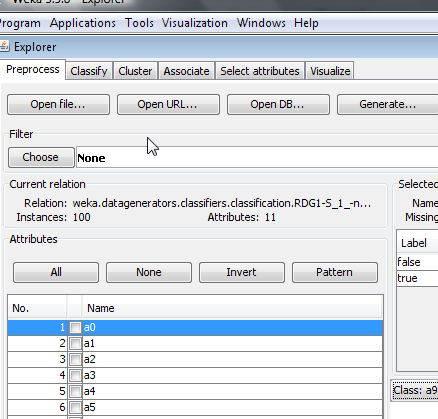 Weka 3.5.8 - Explorer
Program Applications Tools Visualization Windows Help
Explorer
Preprocess Classify Cluster Associate Select attributes Visualize
Open file... Open URL... Open DB... Generate...
Filter
Choose None
Current relation Selected
Relation: weka.datagenerators.classifiers.classification.RDG1-S_1_-n... Name
Instances: 100 Attributes: 11 Missing
Attributes Label
false
All None Invert Pattern true
No. Name
1 a0
2 a1
3 a2
4 a3
5 a4 Class: a9
6 a5